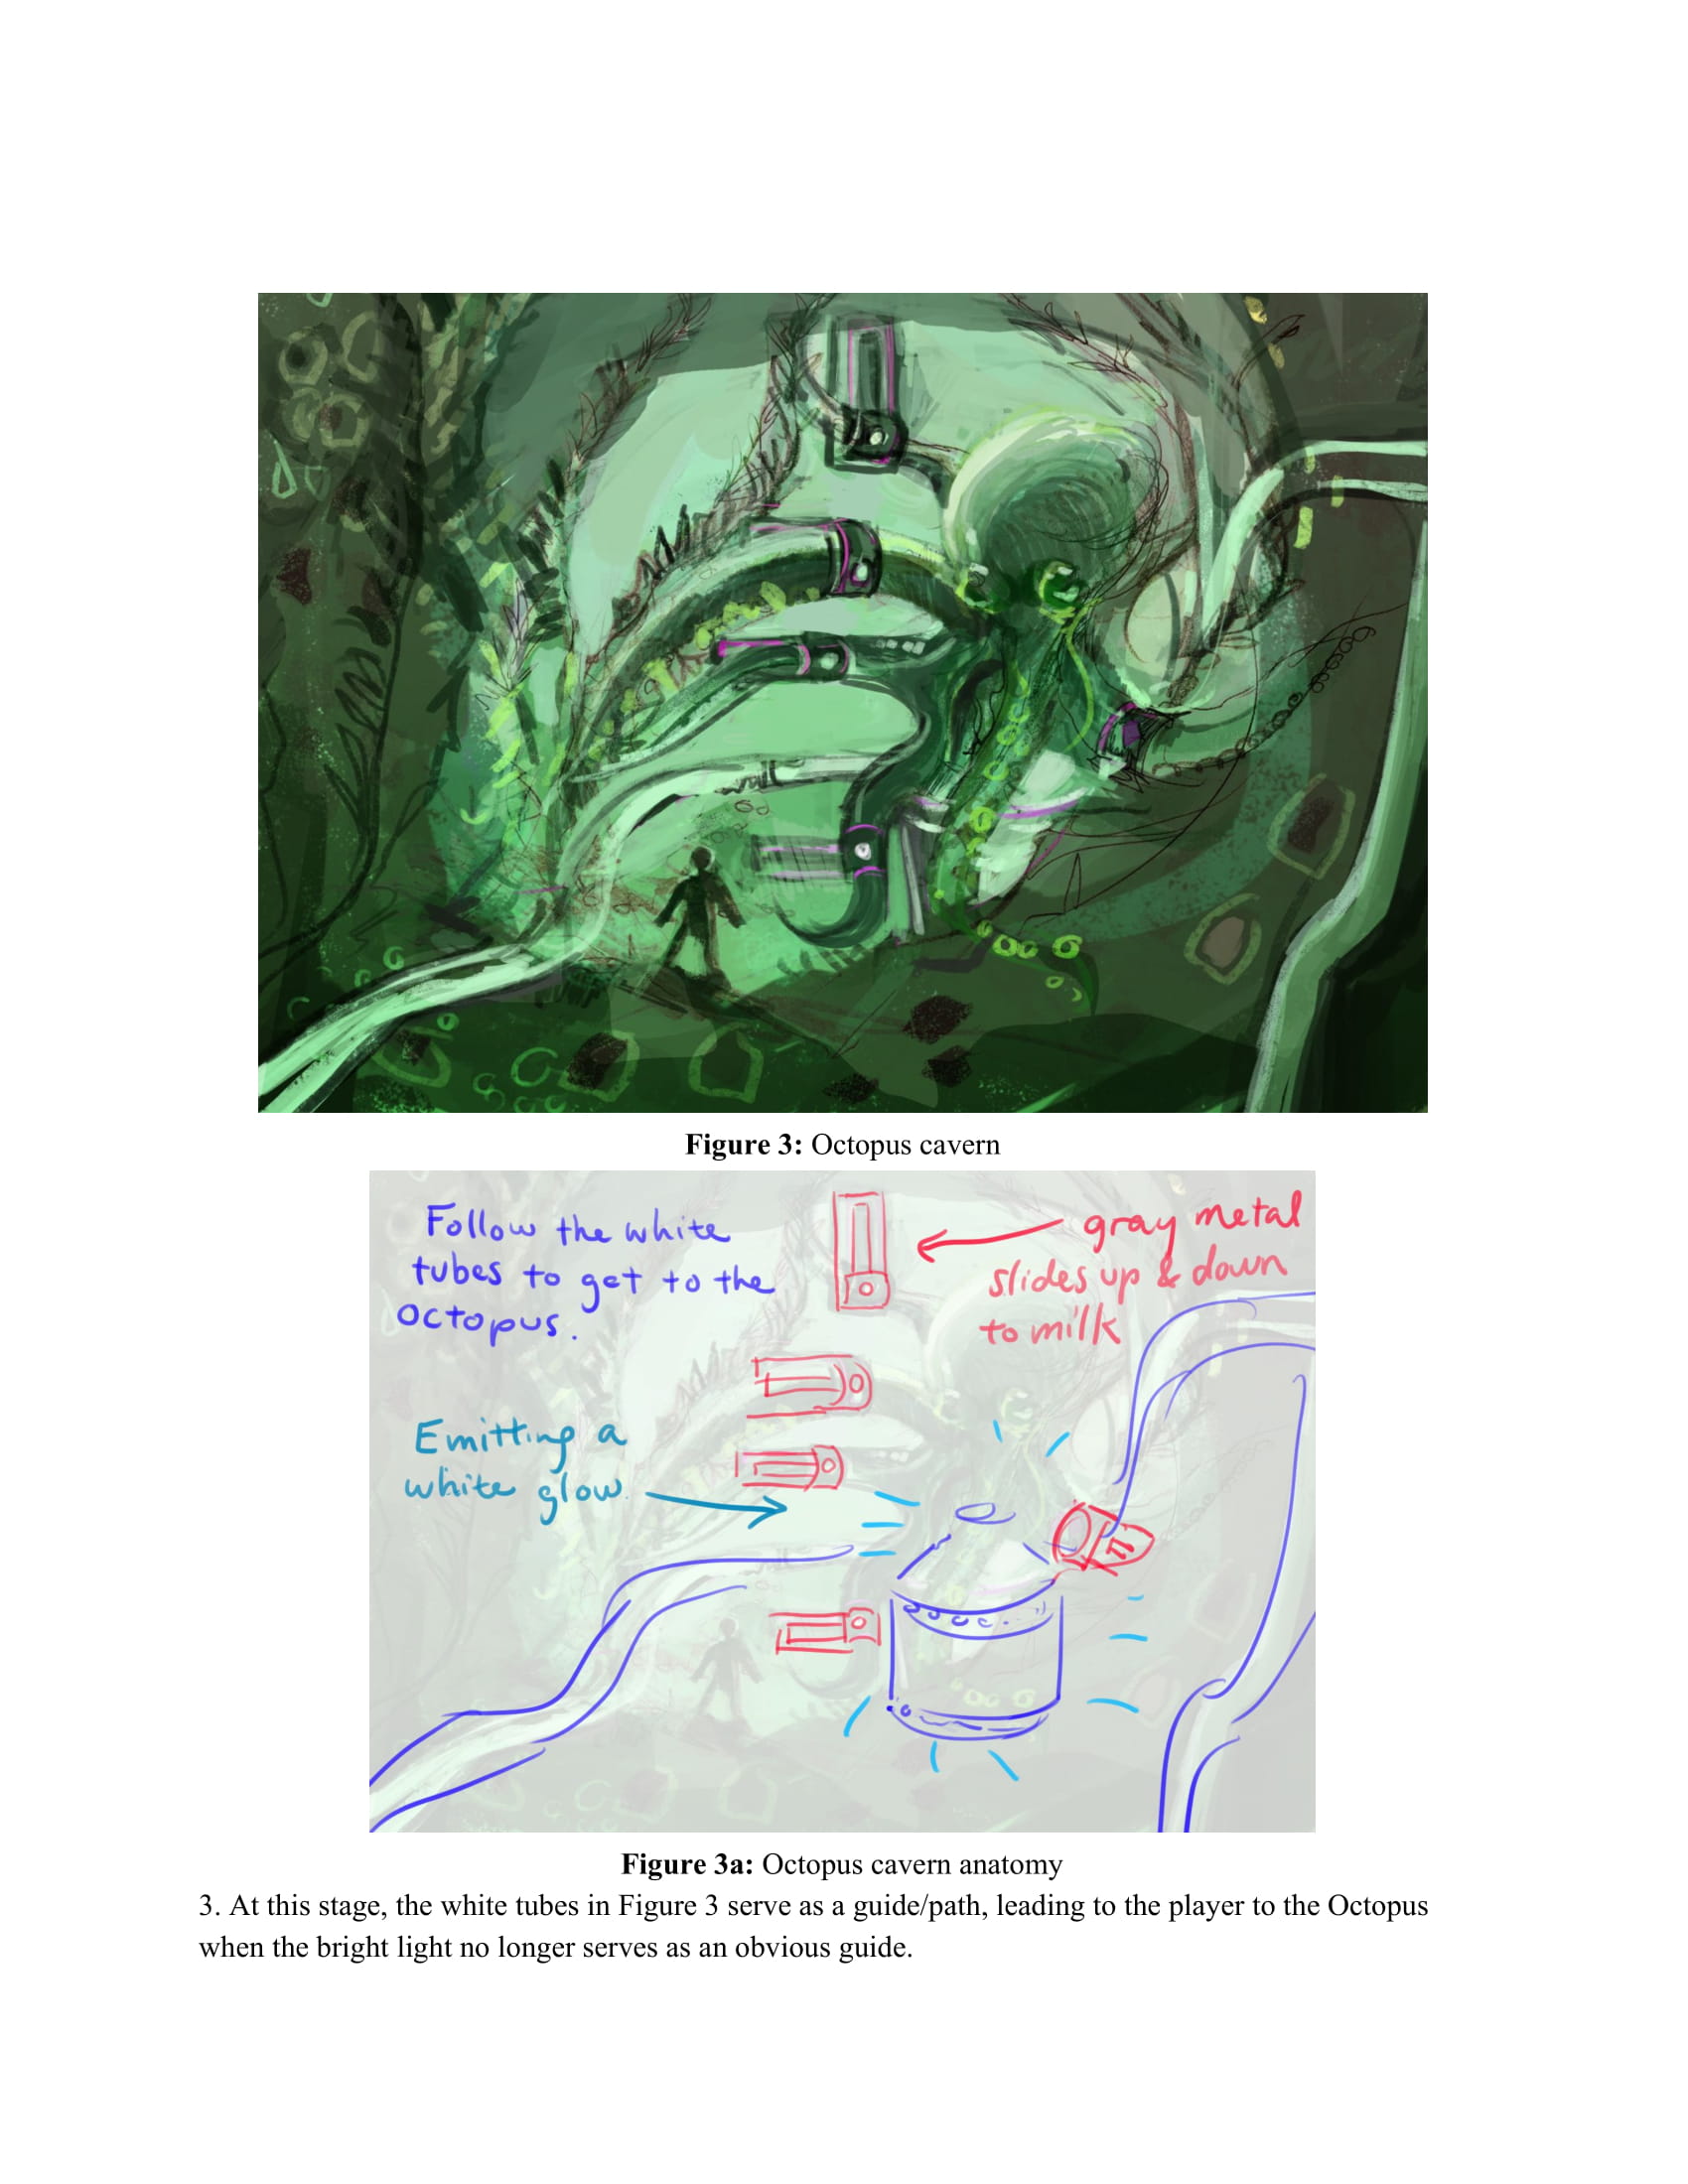 Figure 3: Octopus cavern
Follow the white
tubes to get to the
octopus.
gray metal
slides up & down
to milk
Emitting a
white glow
Figure 3a: Octopus cavern anatomy
3. At this stage, the white tubes in Figure 3 serve as a guide/path, leading to the player to the Octopus
when the bright light no longer serves as an obvious guide.